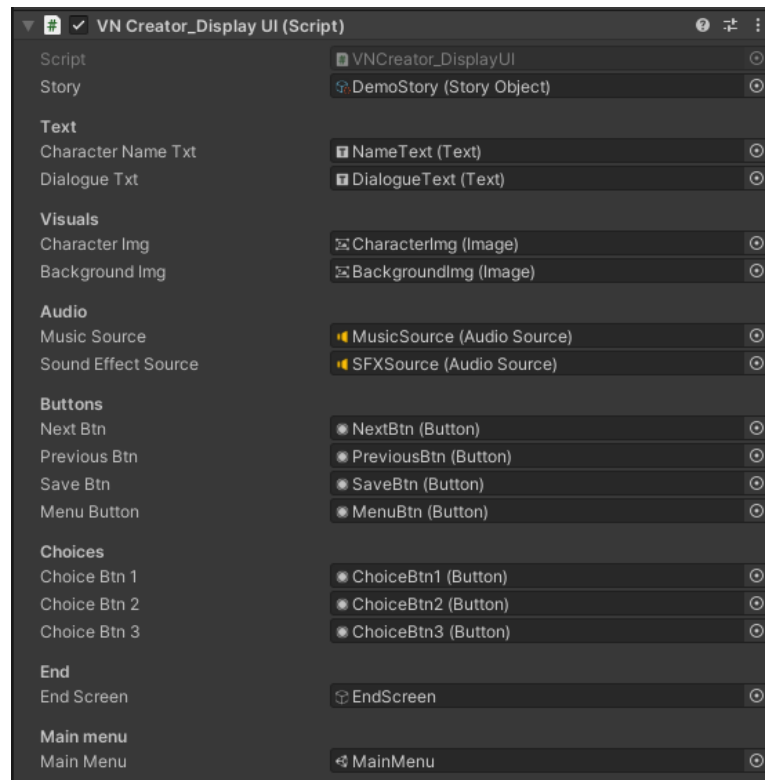 # VN Creator_Display UI (Script)
Script VNCreator_DisplayUI
Story DemoStory (Story Object)
Text
Character Name Txt NameText (Text)
Dialogue Txt DialogueText (Text)
Visuals
Character Img CharacterImg (Image)
Background Img BackgroundImg (Image)
Audio
Music Source MusicSource (Audio Source)
Sound Effect Source SFXSource (Audio Source)
Buttons
Next Btn NextBtn (Button)
Previous Btn PreviousBtn (Button)
Save Btn SaveBtn (Button)
Menu Button MenuBtn (Button)
Choices
Choice Btn 1 ChoiceBtn1 (Button)
Choice Btn 2 ChoiceBtn2 (Button)
Choice Btn 3 ChoiceBtn3 (Button)
End
End Screen EndScreen
Main menu
Main Menu MainMenu